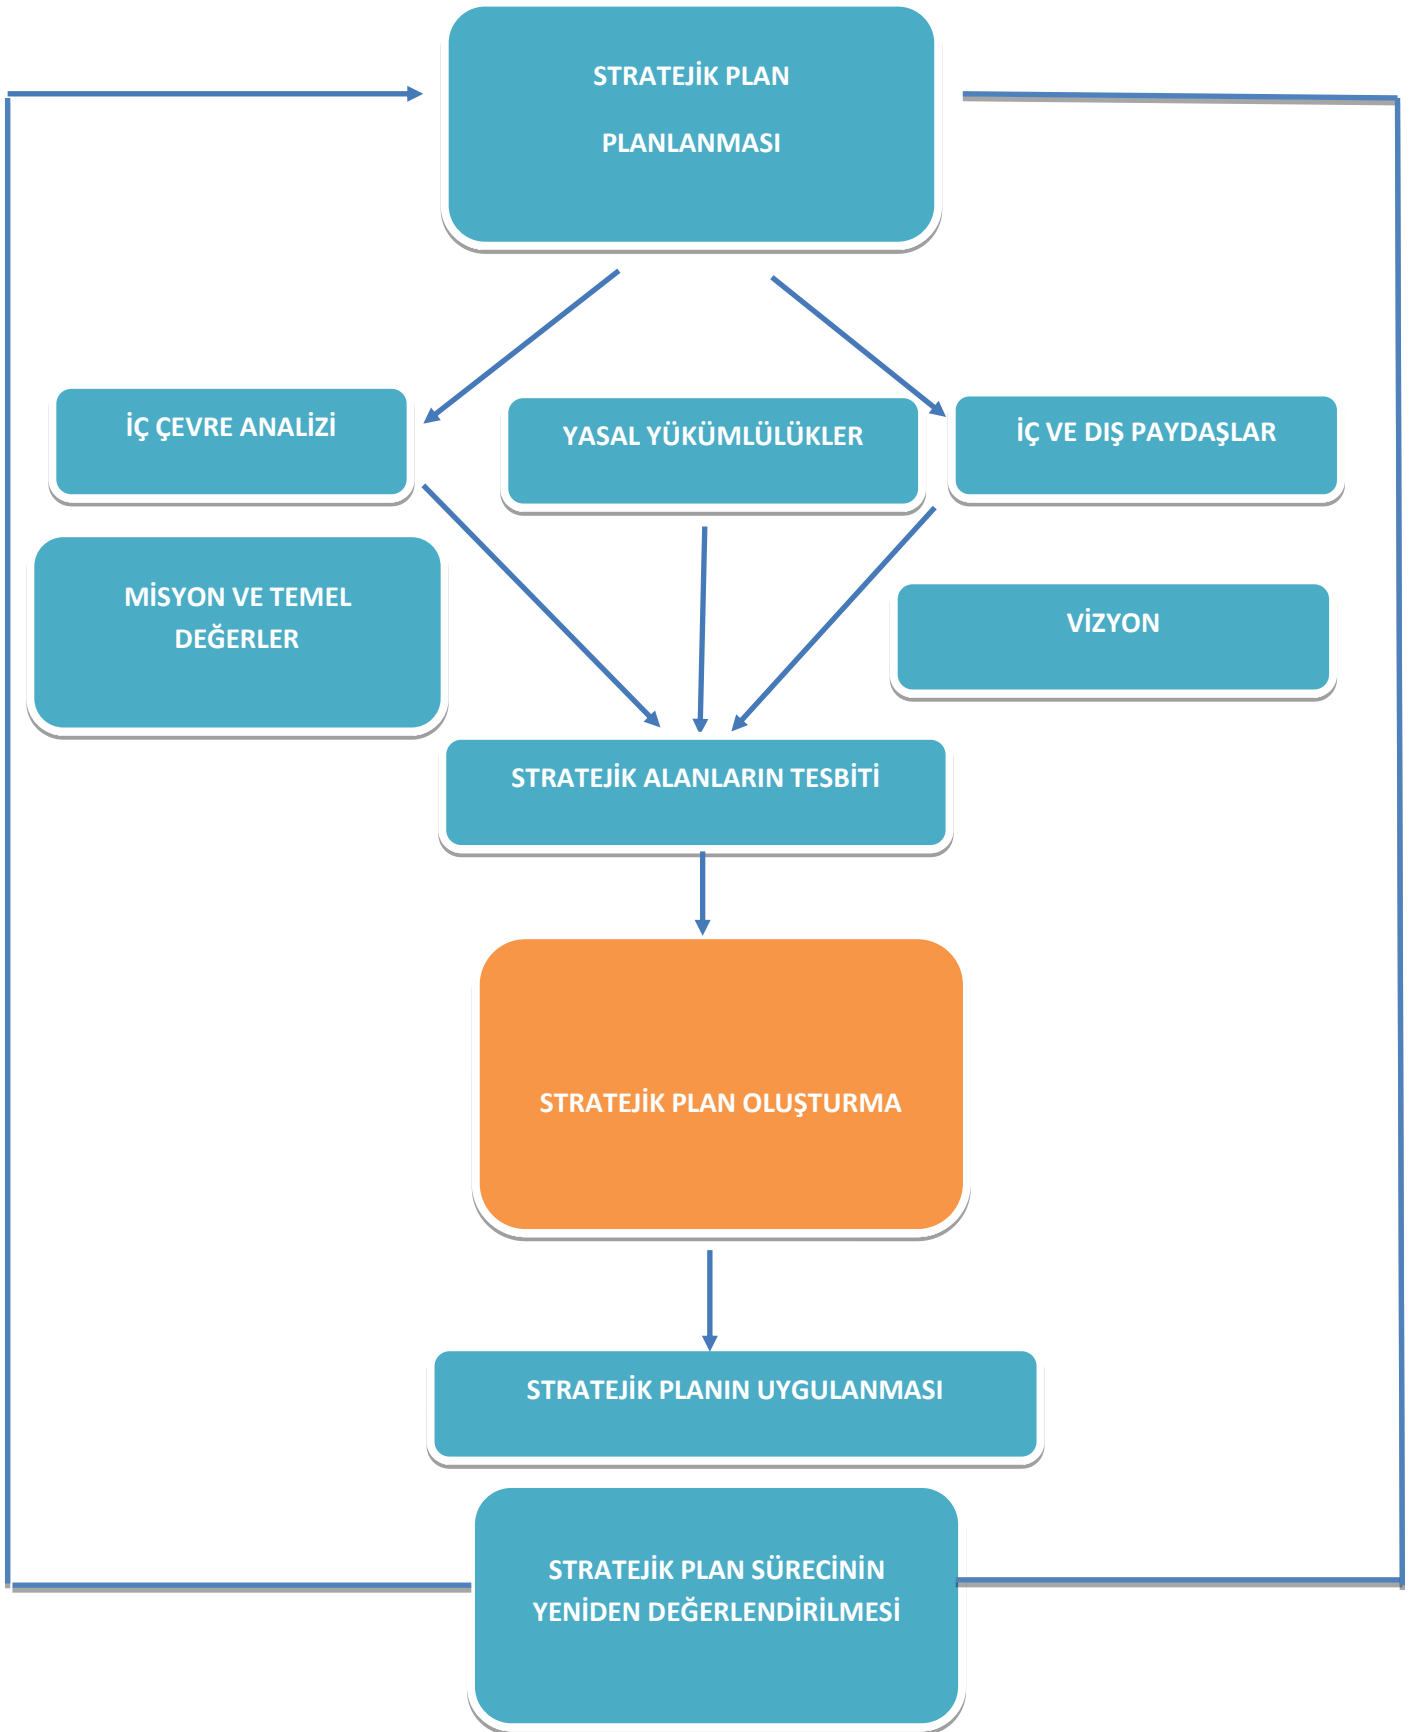 STRATEJİK PLAN
PLANLANMASI
İÇ ÇEVRE ANALİZİ
YASAL YÜKÜMLÜLÜKLER
İÇ VE DIŞ PAYDAŞLAR
MİSYON VE TEMEL
DEĞERLER
VİZYON
STRATEJİK ALANLARIN TESBİTİ
STRATEJİK PLAN OLUŞTURMA
STRATEJİK PLANIN UYGULANMASI
STRATEJİK PLAN SÜRECİNİN
YENİDEN DEĞERLENDİRİLMESİ